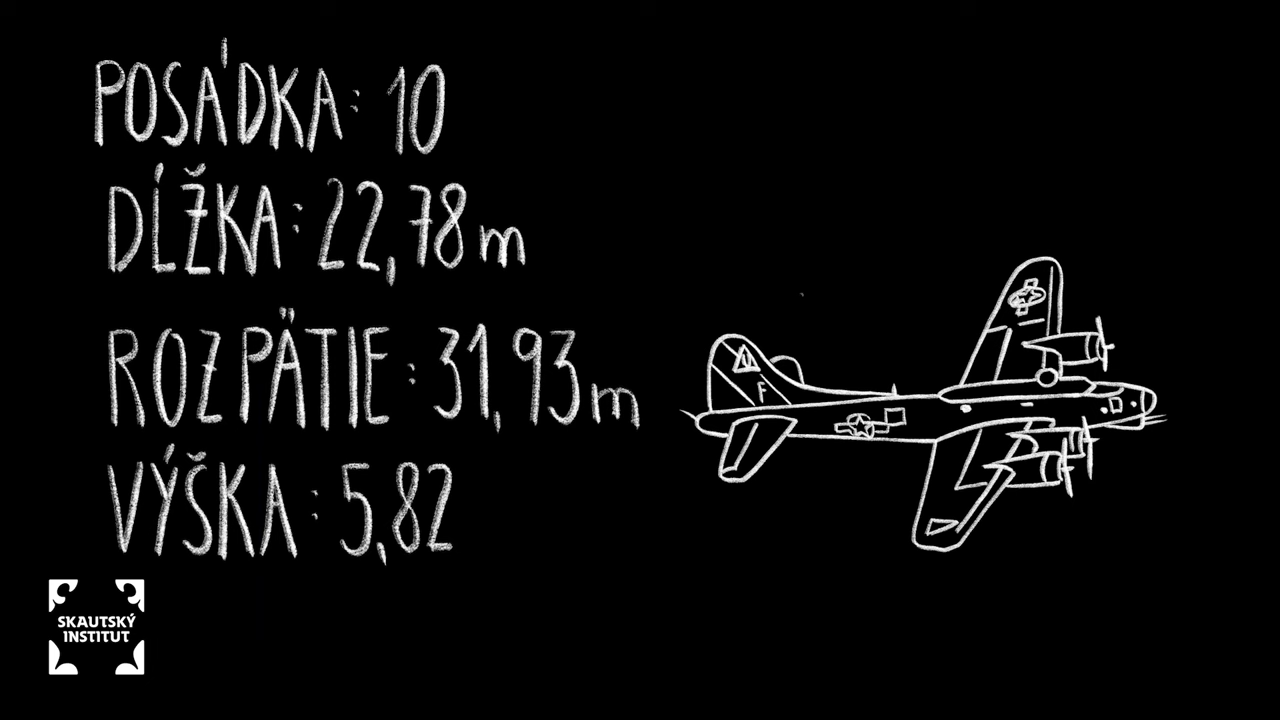 POSÁDKA: 10
DĹŽKA: 22,78 m
ROZPÄTIE: 31,93 m
VÝŠKA: 5,82
F
SKAUTSKÝ
INSTITUT